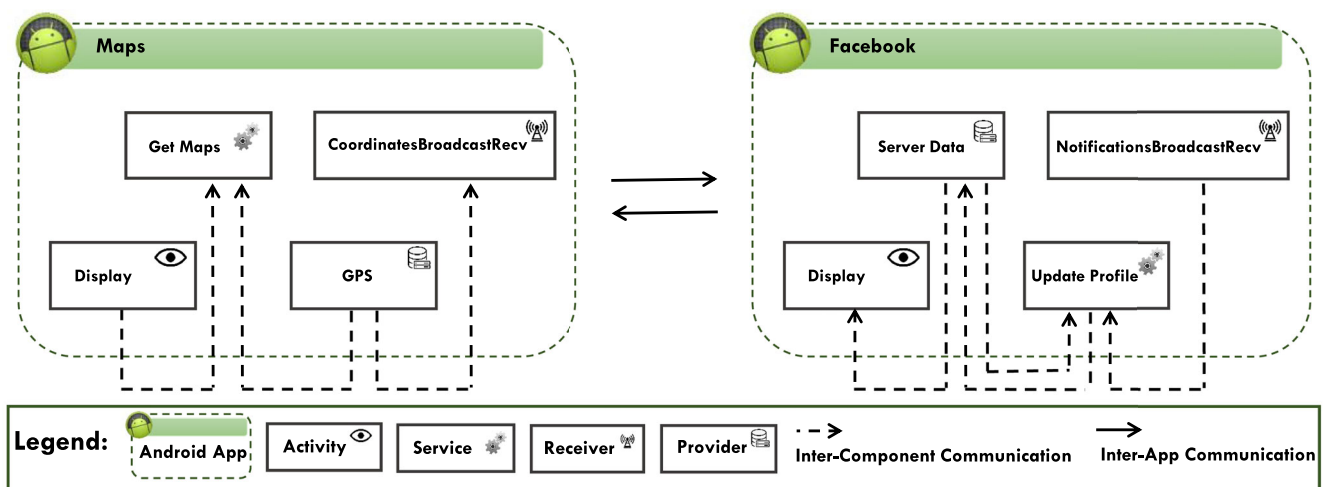 Maps
Facebook
Get Maps
CoordinatesBroadcastRecv
Server Data
NotificationsBroadcastRecv
Display
GPS
Display
Update Profile
Legend:
Android App
Activity
Service
Receiver
Provider
Inter-Component Communication
Inter-App Communication